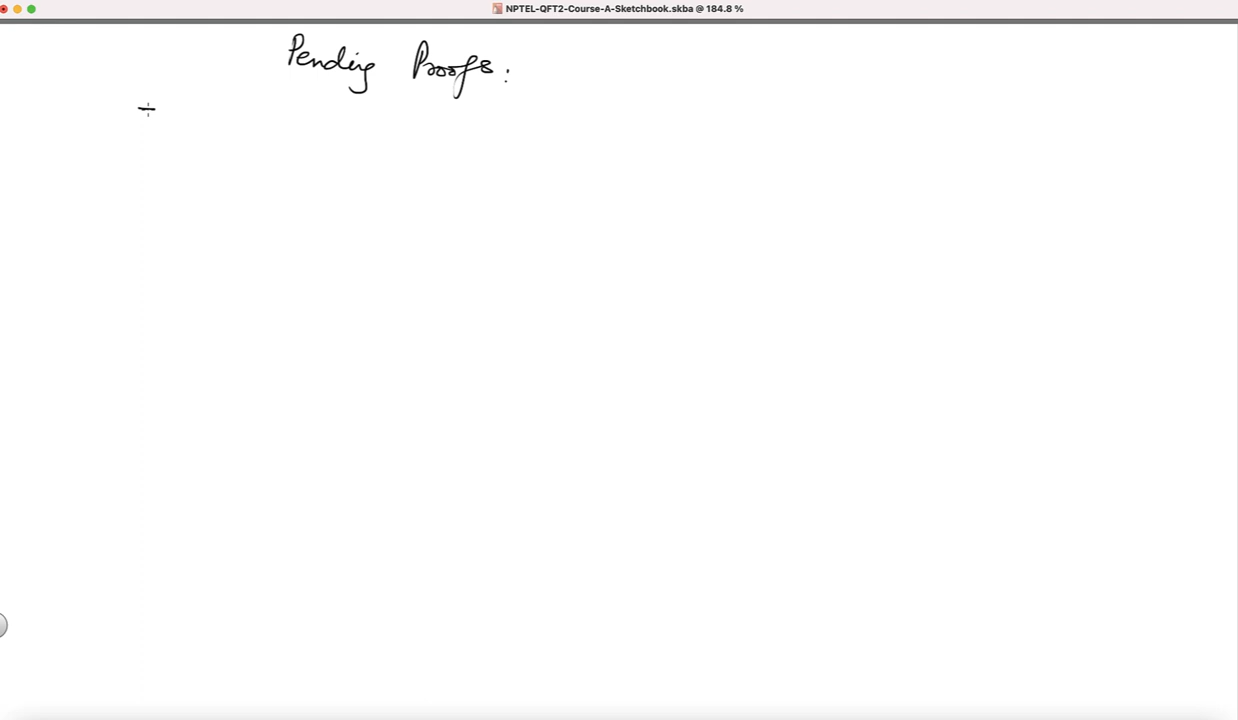 NPTEL-QFT2-Course-A-Sketchbook.skba @ 184.8 %
Pending Proofs: